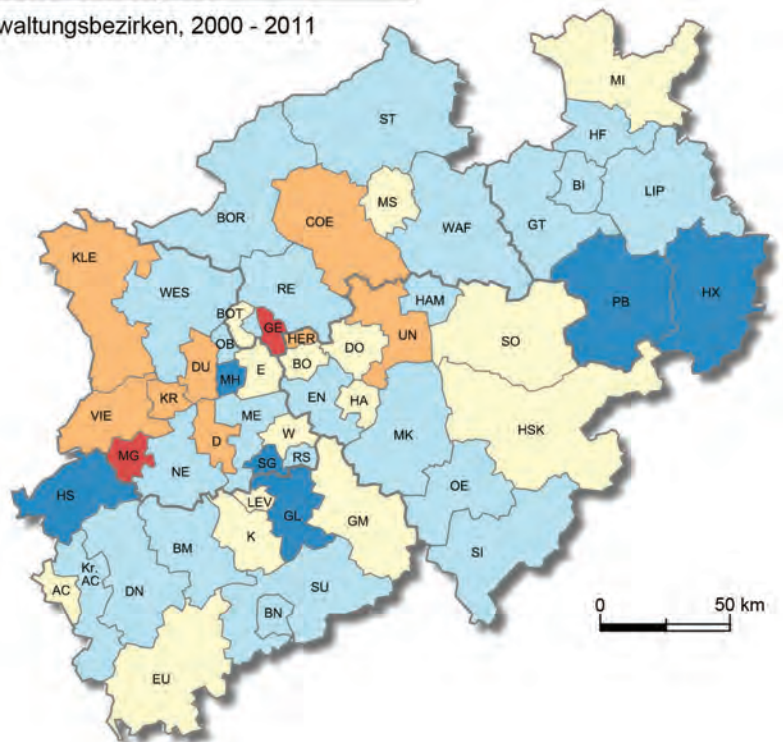 waltungsbezirken, 2000 - 2011
MI
ST
HF
BI
LIP
MS
GT
BOR
COE
WAF
KLE
RE
WES
HAM
PB
HX
BOT
GE
UN
SO
OB
HER
DO
DU
BO
MH
E
EN
HA
VIE
KR
ME
MK
HSK
D
W
MG
NE
SG
RS
OE
HS
LEV
GL
GM
K
BM
SI
Kr.
AC
AC
DN
SU
BN
EU
0 50 km